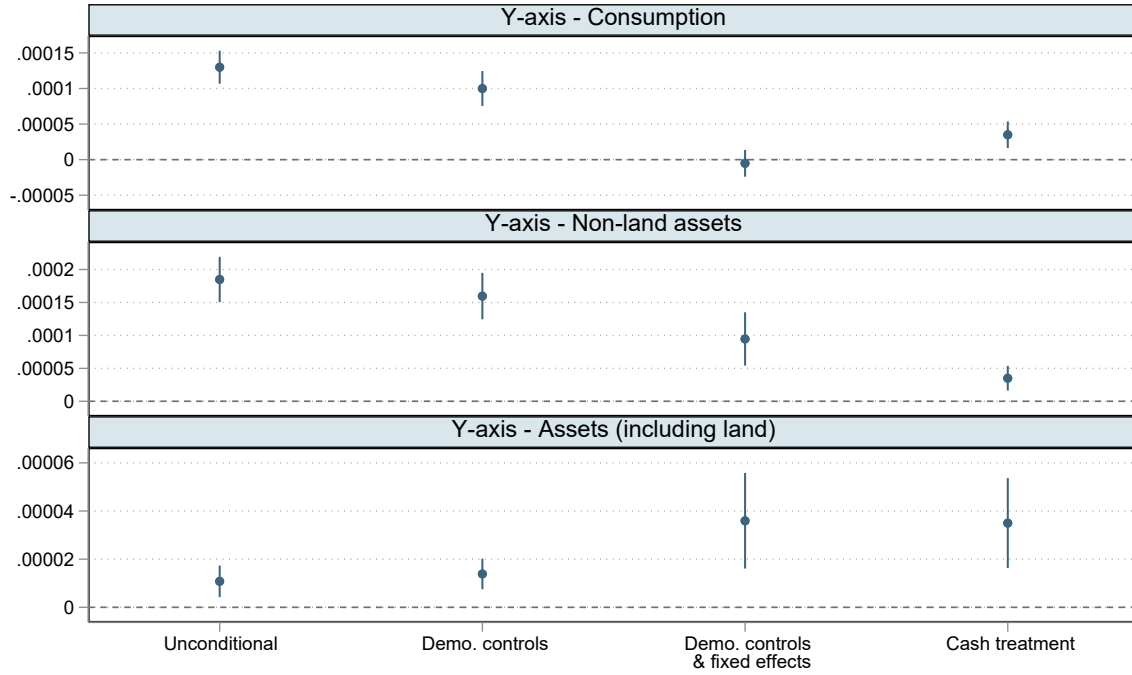 Y-axis - Consumption
.00015
.0001
.00005
0
-.00005
Y-axis - Non-land assets
.0002
.00015
.0001
.00005
0
Y-axis - Assets (including land)
.00006
.00004
.00002
0
Unconditional
Demo. controls
Demo. controls
& fixed effects
Cash treatment